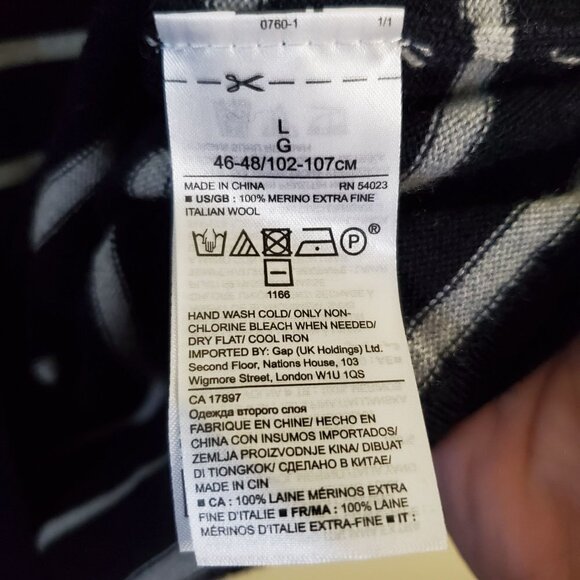 0760-1 1/1
L
G
46-48/102-107CM
MADE IN CHINA RN 54023
■ US/GB : 100% MERINO EXTRA FINE
ITALIAN WOOL
P ®
1166
HAND WASH COLD/ ONLY NON-
CHLORINE BLEACH WHEN NEEDED/
DRY FLAT/ COOL IRON
IMPORTED BY: Gap (UK Holdings) Ltd.
Second Floor, Nations House, 103
Wigmore Street, London W1U 1QS
CA 17897
Одежда второго слоя
FABRIQUE EN CHINE/ HECHO EN
CHINA CON INSUMOS IMPORTADOS/
ZEMLJA PROIZVODNJE KINA/ DIBUAT
DI TIONGKOK/ СДЕЛАНО В КИТАЕ/
MADE IN CIN
■ CA : 100% LAINE MÉRINOS EXTRA
FINE D'ITALIE ■ FR/MA : 100% LAINE
MÉRINOS D'ITALIE EXTRA-FINE ■ IT :